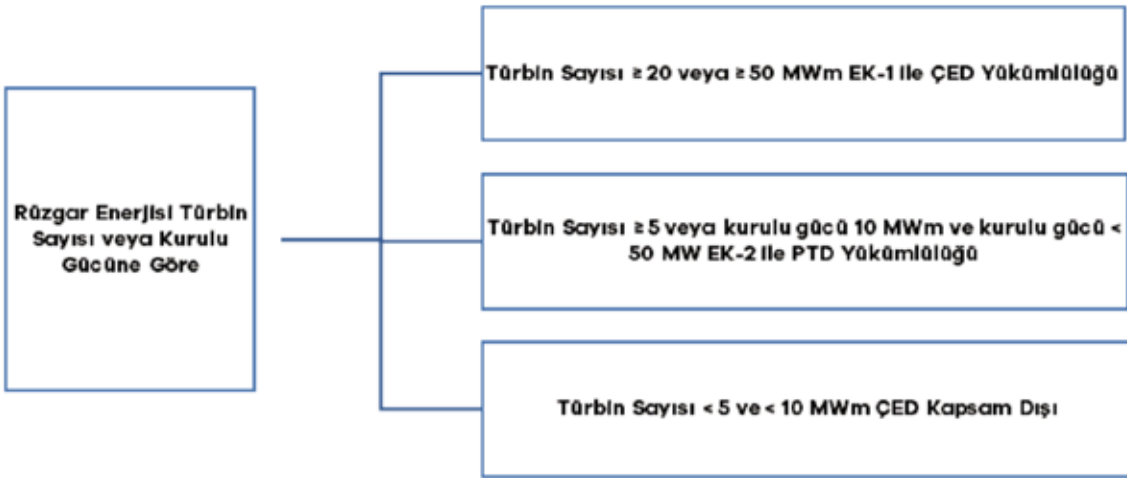 Rüzgar Enerjisi Türbin
Sayısı veya Kurulu
Gücüne Göre
Türbin Sayısı ≥ 20 veya ≥ 50 MWm EK-1 ile ÇED Yükümlülüğü
Türbin Sayısı ≥ 5 veya kurulu gücü 10 MWm ve kurulu gücü <
50 MW EK-2 ile PTD Yükümlülüğü
Türbin Sayısı < 5 ve < 10 MWm ÇED Kapsam Dışı